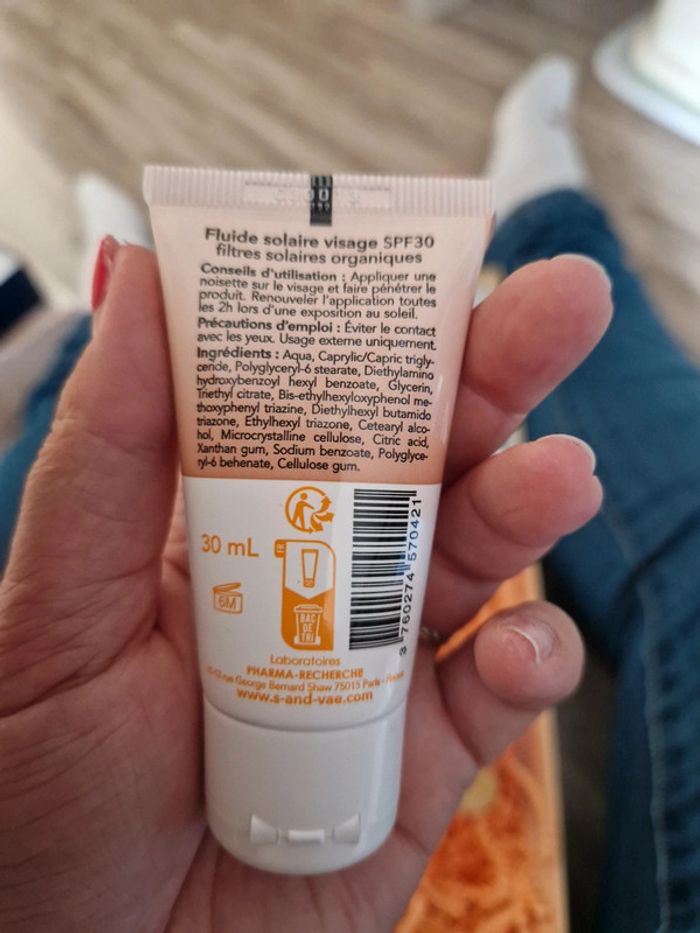 Fluide solaire visage SPF30
filtres solaires organiques
Conseils d'utilisation : Appliquer une
noisette sur le visage et faire pénétrer le
produit. Renouveler l'application toutes
les 2h lors d'une exposition au soleil.
Précautions d'emploi : Éviter le contact
avec les yeux. Usage externe uniquement.
Ingrédients : Aqua, Caprylic/Capric trigly-
ceride, Polyglyceryl-6 stearate, Diethylamino
hydroxybenzoyl hexyl benzoate, Glycerin,
Triethyl citrate, Bis-ethylhexyloxyphenol me-
thoxyphenyl triazine, Diethylhexyl butamido
triazone, Ethylhexyl triazone, Cetearyl alco-
hol, Microcrystalline cellulose, Citric acid,
Xanthan gum, Sodium benzoate, Polyglyce-
ryl-6 behenate, Cellulose gum.
30 mL
FR
6M
BAC
DE
TRI
3 760274 570421
Laboratoires
PHARMA-RECHERCHE
rue George Bernard Shaw 75015 Paris - France
www.s-and-vae.com